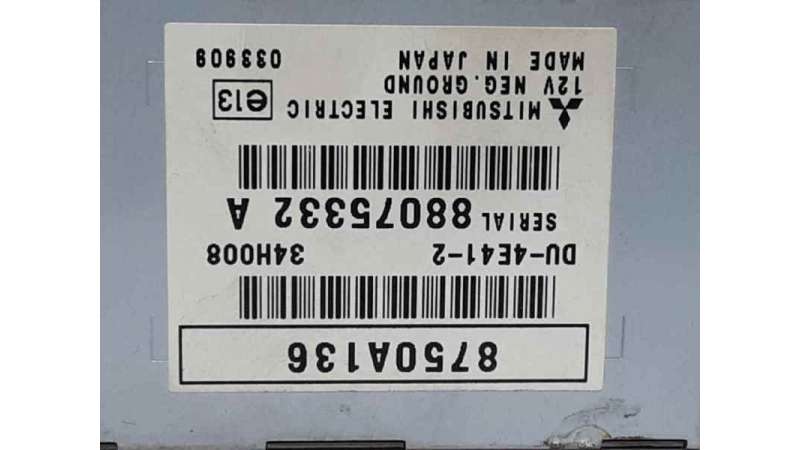 8750A136
DU-4E41-2 34H008
SERIAL 88075332 A
MITSUBISHI ELECTRIC e13
12V NEG. GROUND
MADE IN JAPAN 033909